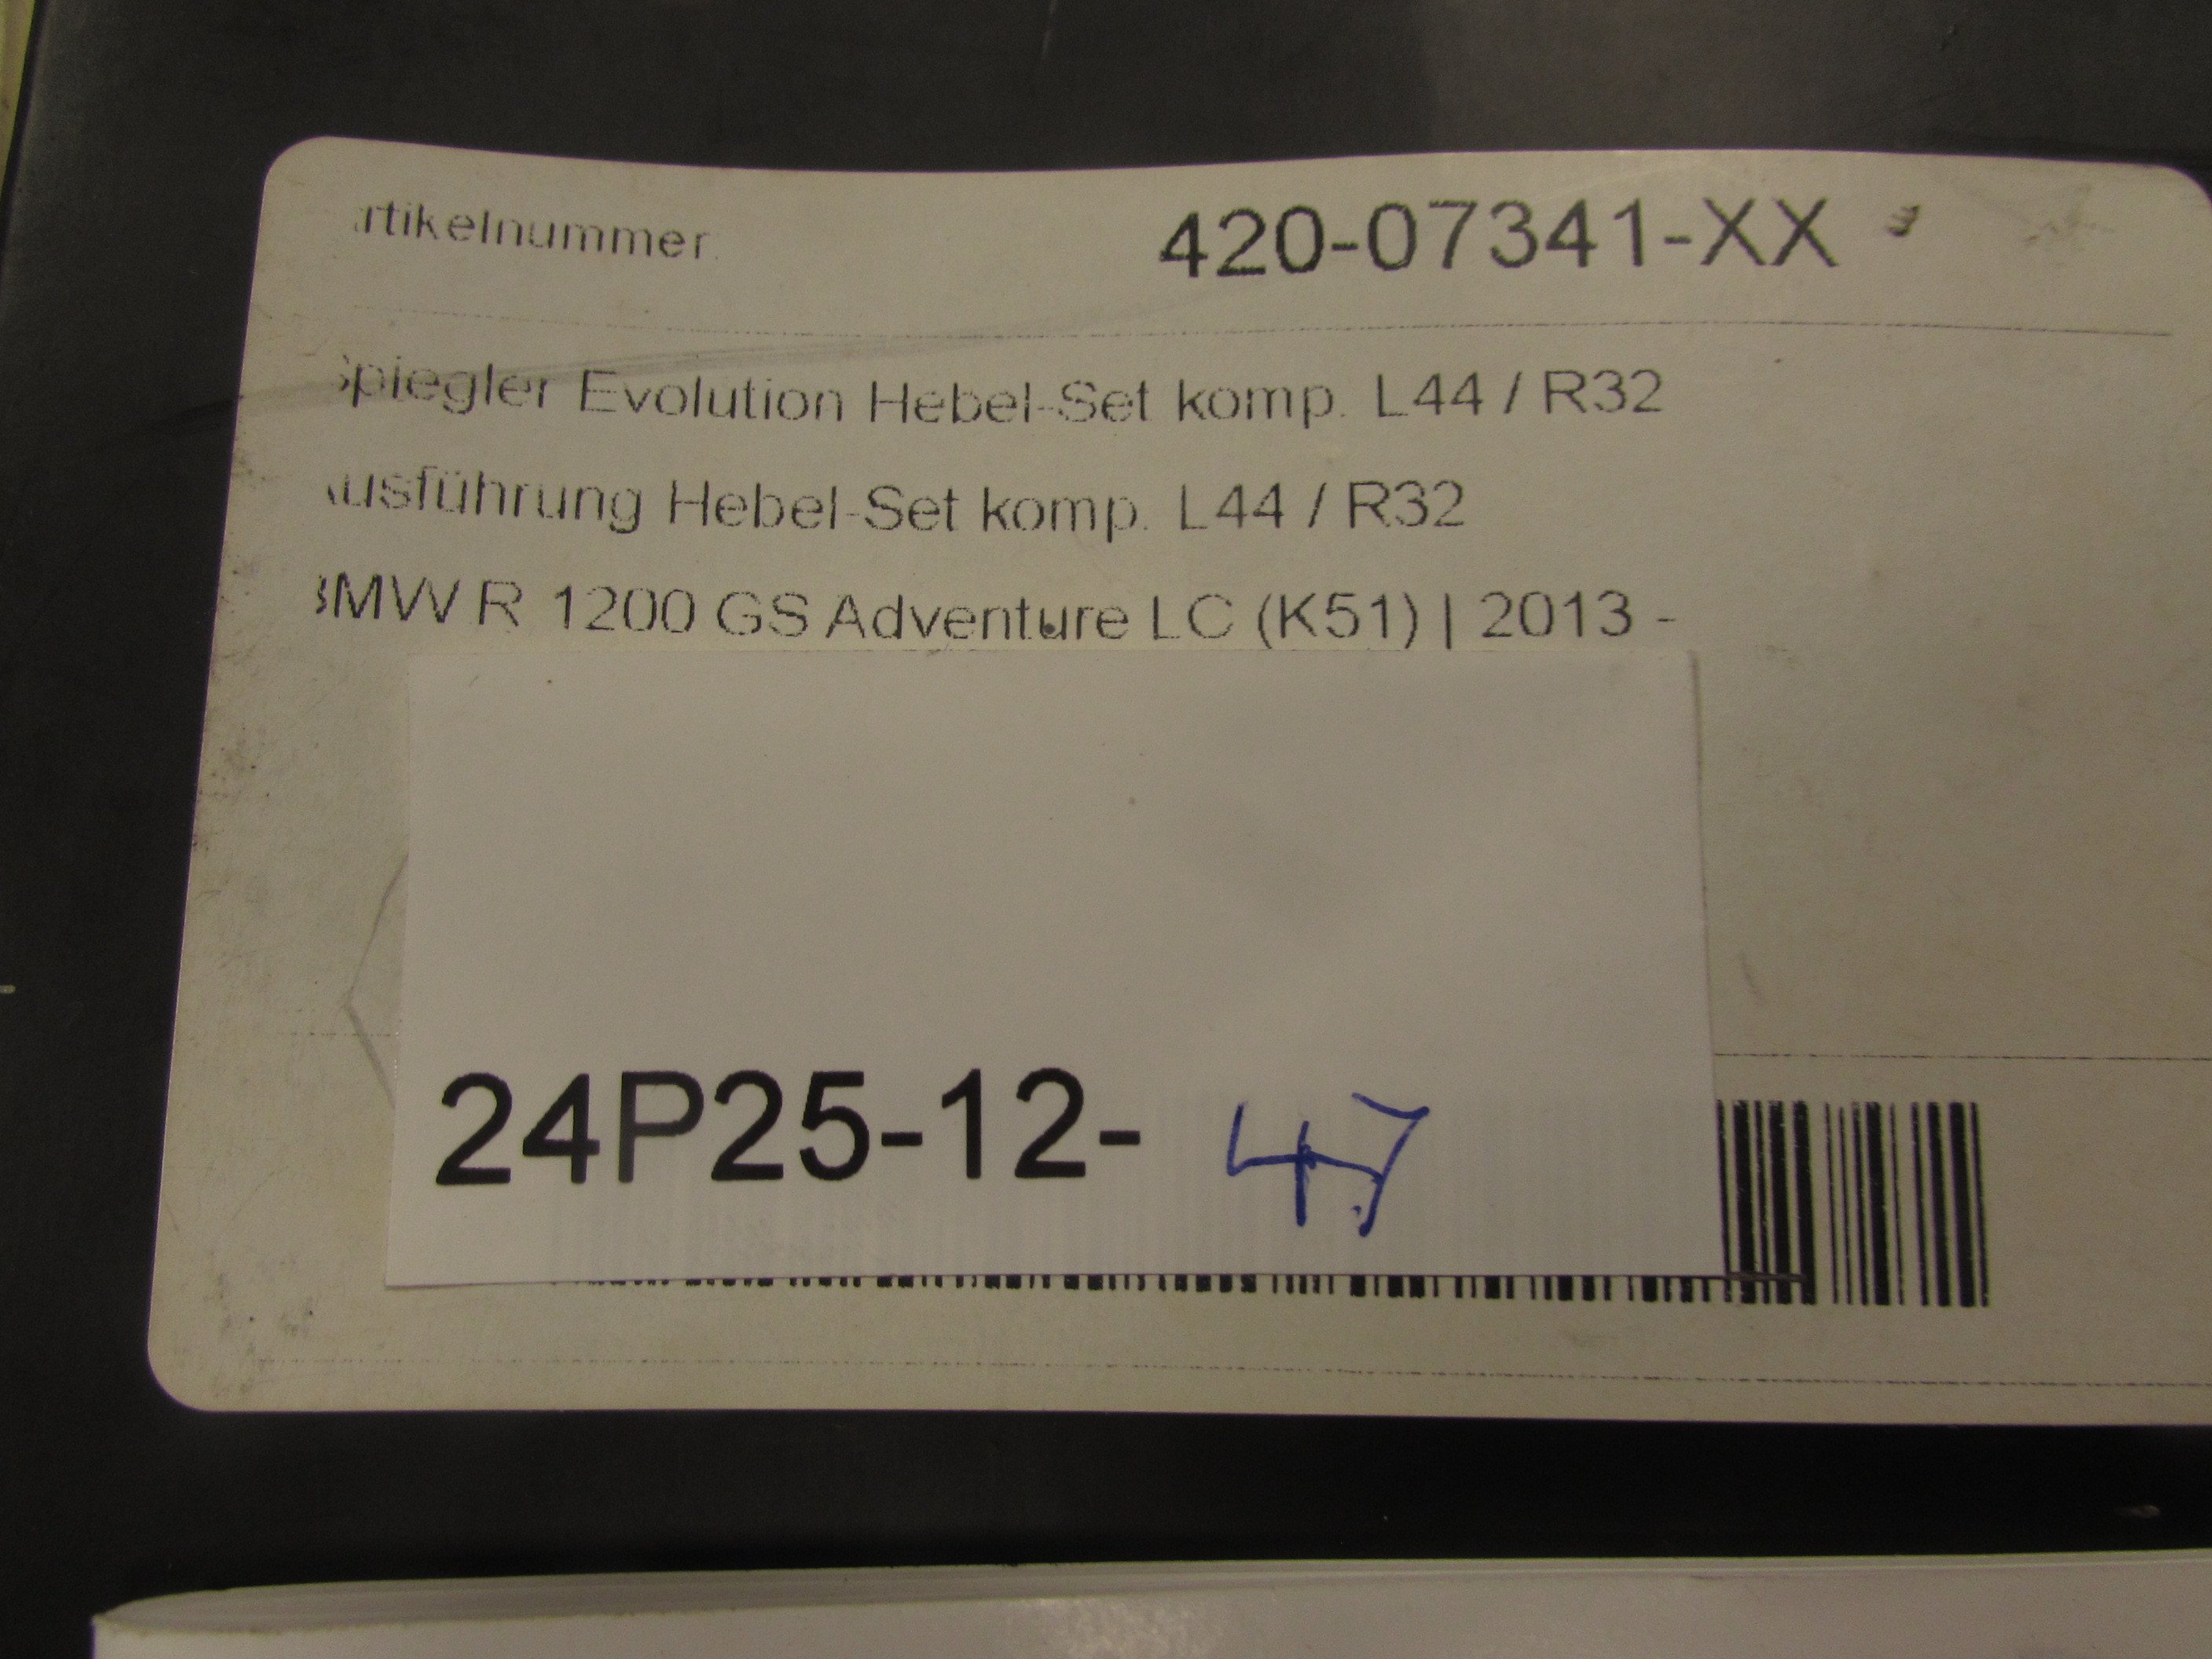 Artikelnummer: 420-07341-XX
Spiegler Evolution Hebel-Set komp. L44 / R32
Ausführung Hebel-Set komp. L44 / R32
BMW R 1200 GS Adventure LC (K51) | 2013 -
24P25-12- 47